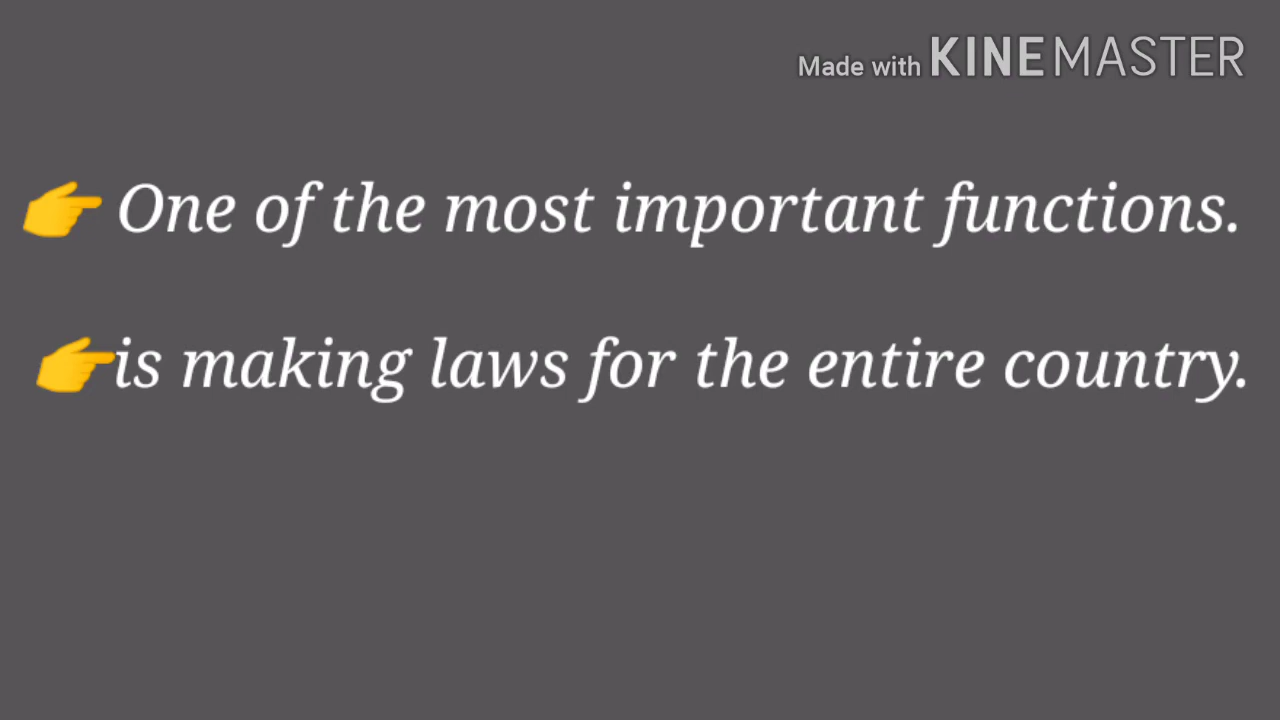 Made with KINEMASTER
👉 One of the most important functions.
👉is making laws for the entire country.